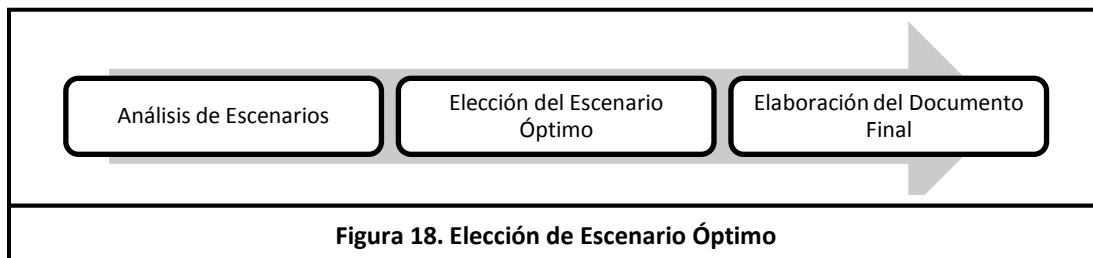 Análisis de Escenarios
Elección del Escenario
Óptimo
Elaboración del Documento
Final
Figura 18. Elección de Escenario Óptimo